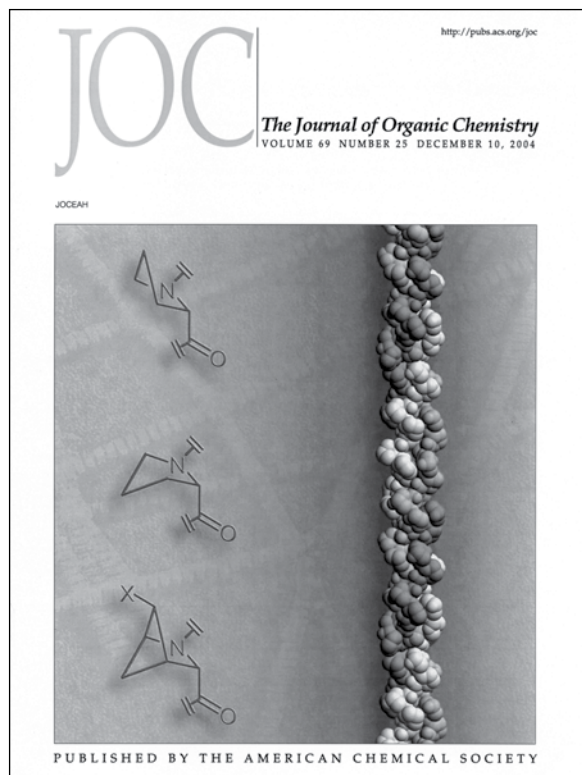 http://pubs.acs.org/joc
JOC
The Journal of Organic Chemistry
VOLUME 69 NUMBER 25 DECEMBER 10, 2004
JOCEAH
N
O
N
O
X
N
O
PUBLISHED BY THE AMERICAN CHEMICAL SOCIETY